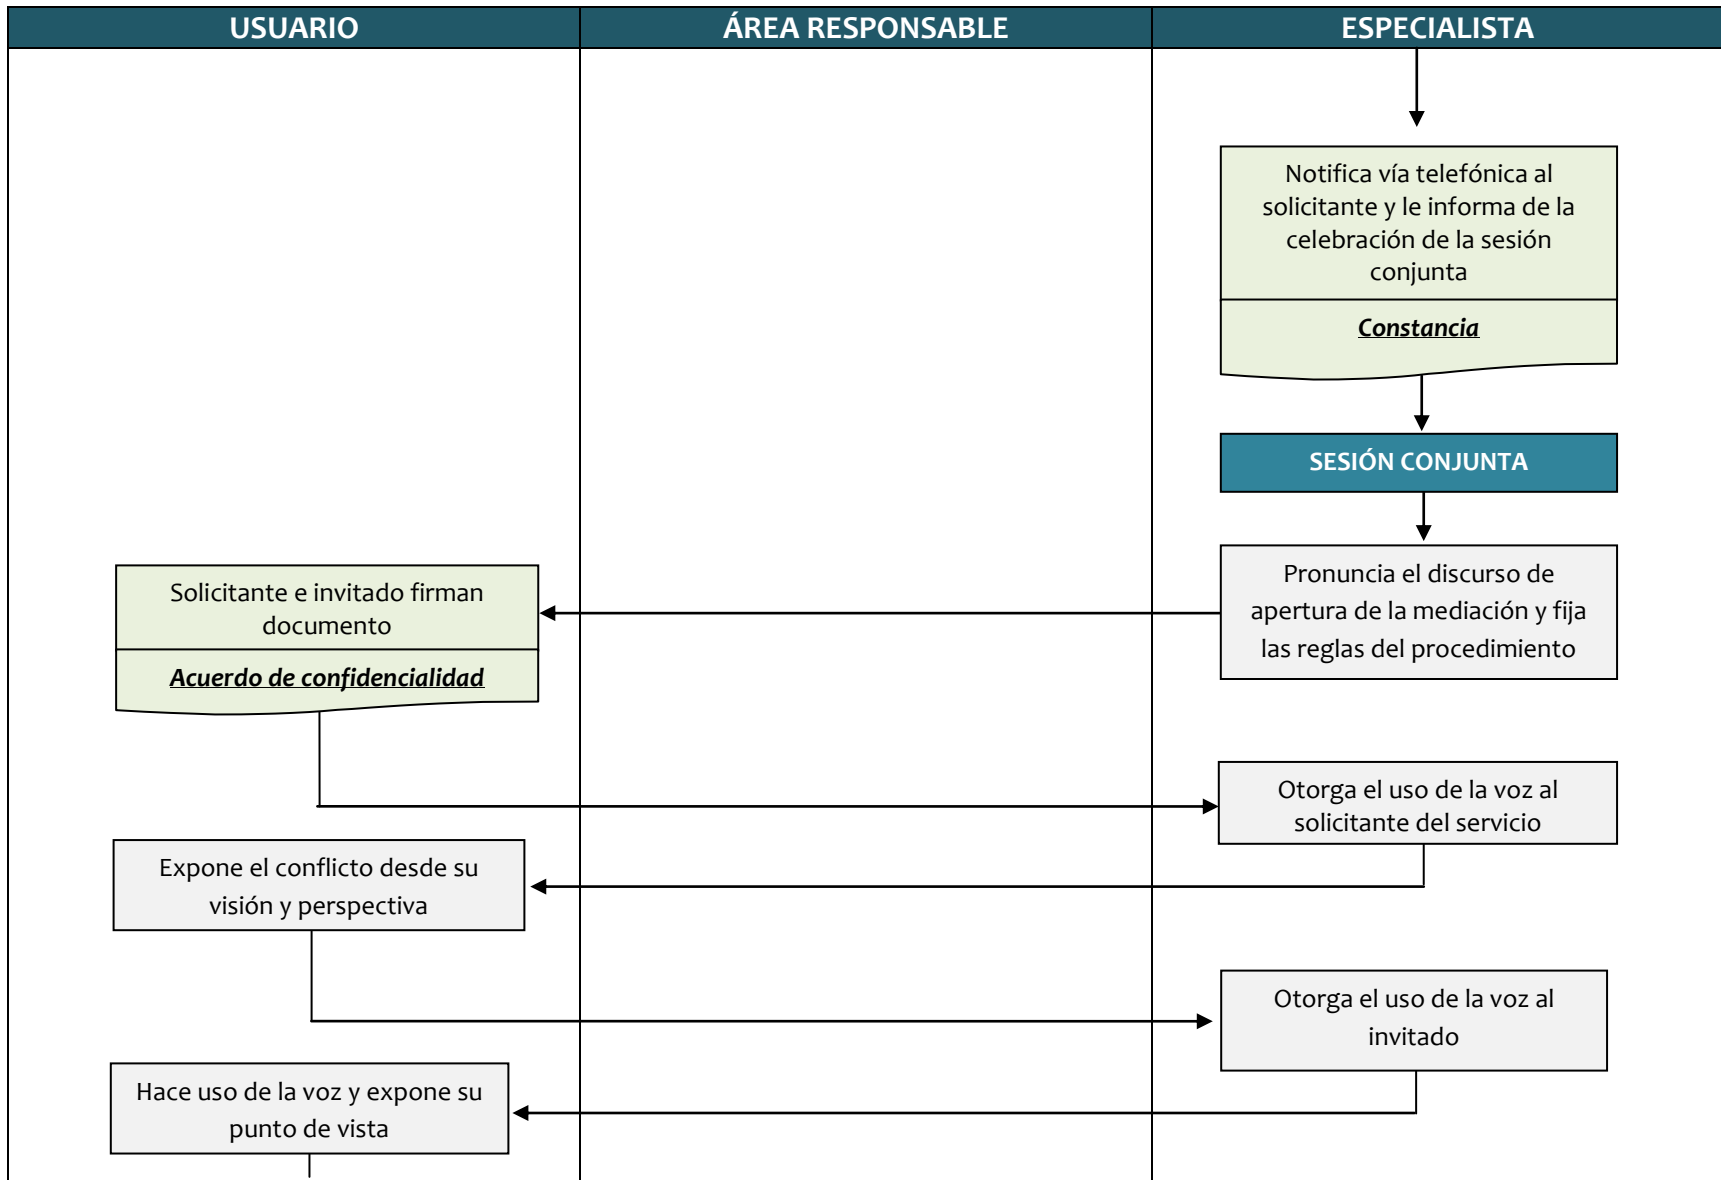 USUARIO
ÁREA RESPONSABLE
ESPECIALISTA
Notifica vía telefónica al
solicitante y le informa de la
celebración de la sesión
conjunta
Constancia
SESIÓN CONJUNTA
Pronuncia el discurso de
apertura de la mediación y fija
las reglas del procedimiento
Solicitante e invitado firman
documento
Acuerdo de confidencialidad
Otorga el uso de la voz al
solicitante del servicio
Expone el conflicto desde su
visión y perspectiva
Otorga el uso de la voz al
invitado
Hace uso de la voz y expone su
punto de vista